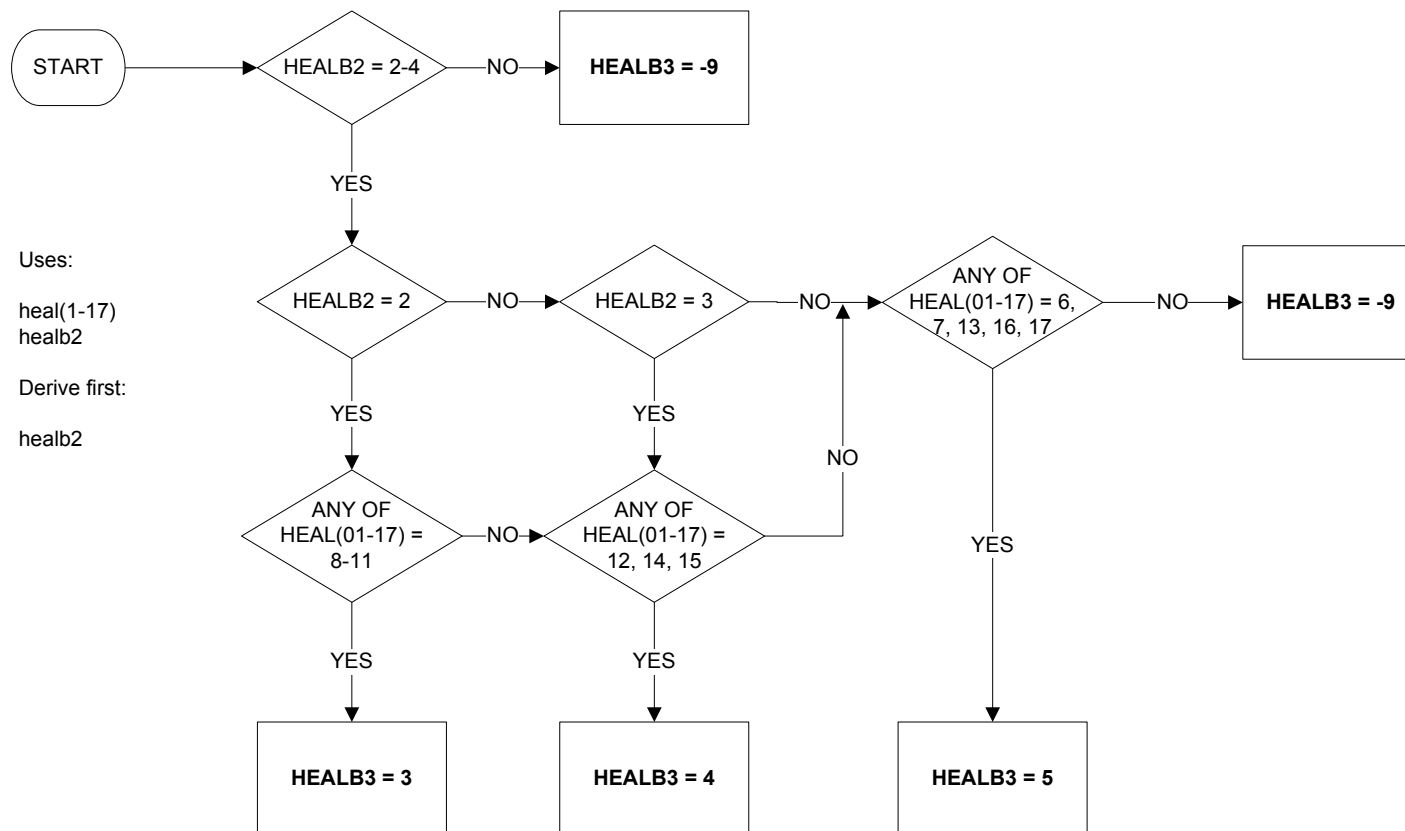 START
HEALB2 = 2-4
NO
HEALB3 = -9
YES
Uses:
heal(1-17)
healb2
Derive first:
healb2
HEALB2 = 2
NO
HEALB2 = 3
NO
ANY OF
HEAL(01-17) = 6,
7, 13, 16, 17
NO
HEALB3 = -9
YES
YES
NO
ANY OF
HEAL(01-17) =
8-11
NO
ANY OF
HEAL(01-17) =
12, 14, 15
YES
YES
YES
HEALB3 = 3
HEALB3 = 4
HEALB3 = 5